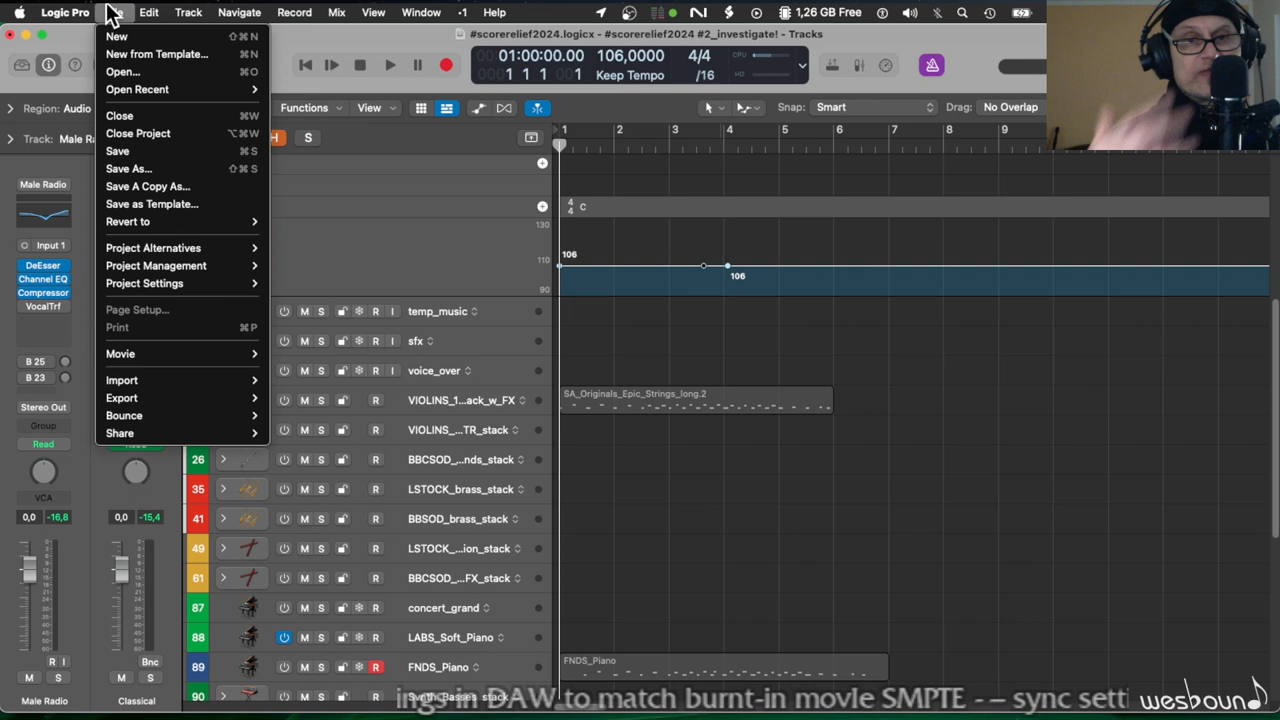 Logic Pro Edit Track Navigate Record Mix View Window 1 Help 1,26 GB Free
#scorerelief2024.logicx - #scorerelief2024 #2_investigate! - Tracks
New ⇧⌘N
New from Template... ⌘N
Open... ⌘O
Open Recent
Close ⌘W
Close Project ⌥⌘W
Save ⌘S
Save As... ⇧⌘S
Save A Copy As...
Save as Template...
Revert to
Project Alternatives
Project Management
Project Settings
Page Setup...
Print ⌘P
Movie
Import
Export
Bounce
Share
01:00:00.00 106,0000 4/4
1 1 1 1 Keep Tempo /16
CPU
HD
Region: Audio
Functions View Snap: Smart Drag: No Overlap
Track: Male Ra
H S
1 2 3 4 5 6 7 8 9
4/4 C
130
110
90
106
106
Male Radio
Input 1
DeEsser
Channel EQ
Compressor
VocalTrf
B 25
B 23
Stereo Out
Group
Read
VCA
0,0 -16,8
0,0 -15,4
R I
Bnc
M S
M S
Male Radio
Classical
M S R I temp_music
M S R I sfx
M S R I voice_over
M S R VIOLINS_1...ack_w_FX
SA_Originals_Epic_Strings_long.2
M S R VIOLINS_...TR_stack
26 M S R BBCSOD_...nds_stack
35 M S R LSTOCK_brass_stack
41 M S R BBSOD_brass_stack
49 M S R LSTOCK_...ion_stack
61 M S R BBCSOD_...FX_stack
87 M S R concert_grand
88 M S R LABS_Soft_Piano
89 M S R FNDS_Piano
FNDS_Piano
90 M S R Synth_Basses_stack
DAW to match burnt-in movIe SMPTE - – sync
wesbound